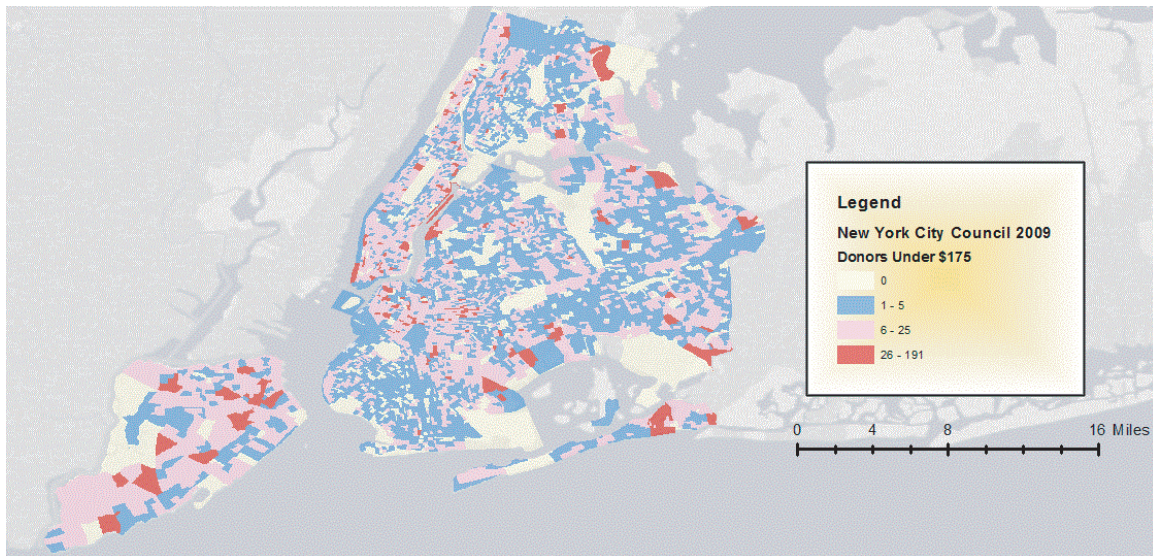 Legend
New York City Council 2009
Donors Under $175
0
1 - 5
6 - 25
26 - 191
0 4 8 16 Miles